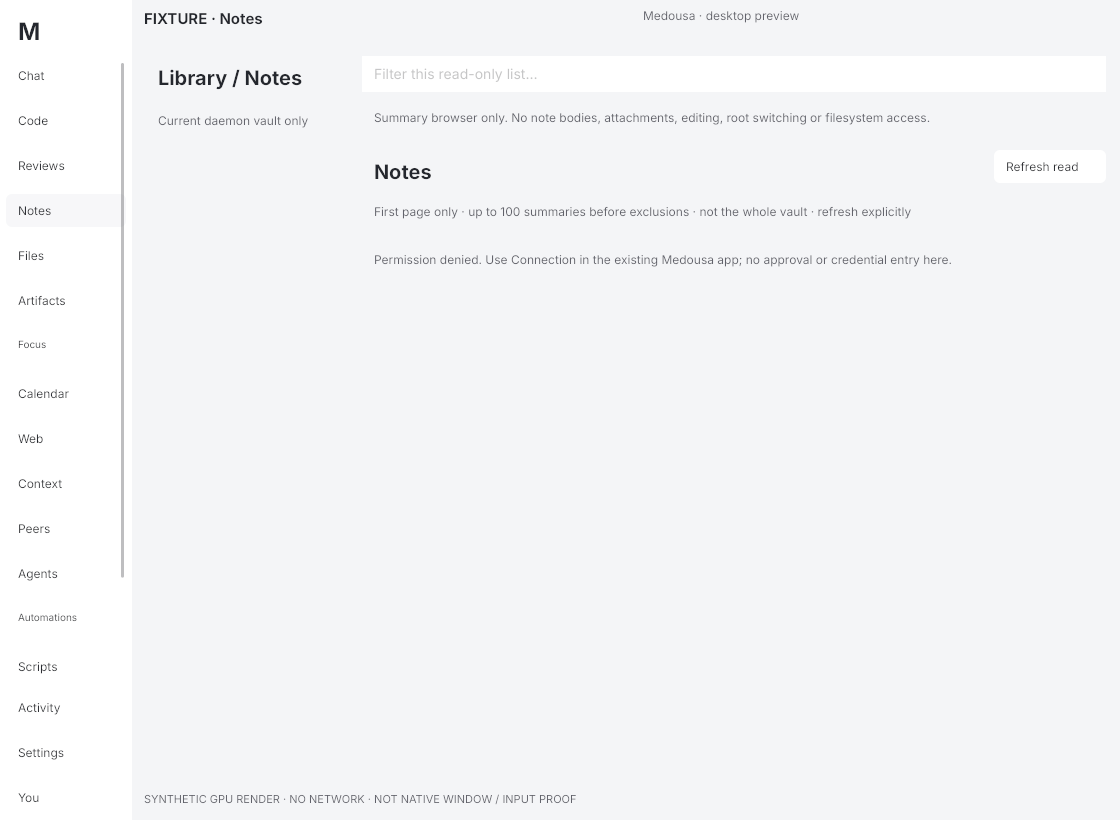 M
Chat
Code
Reviews
Notes
Files
Artifacts
Focus
Calendar
Web
Context
Peers
Agents
Automations
Scripts
Activity
Settings
You
FIXTURE · Notes
Medousa · desktop preview
Library / Notes
Current daemon vault only
Filter this read-only list...
Summary browser only. No note bodies, attachments, editing, root switching or filesystem access.
Notes
Refresh read
First page only · up to 100 summaries before exclusions · not the whole vault · refresh explicitly
Permission denied. Use Connection in the existing Medousa app; no approval or credential entry here.
SYNTHETIC GPU RENDER · NO NETWORK · NOT NATIVE WINDOW / INPUT PROOF